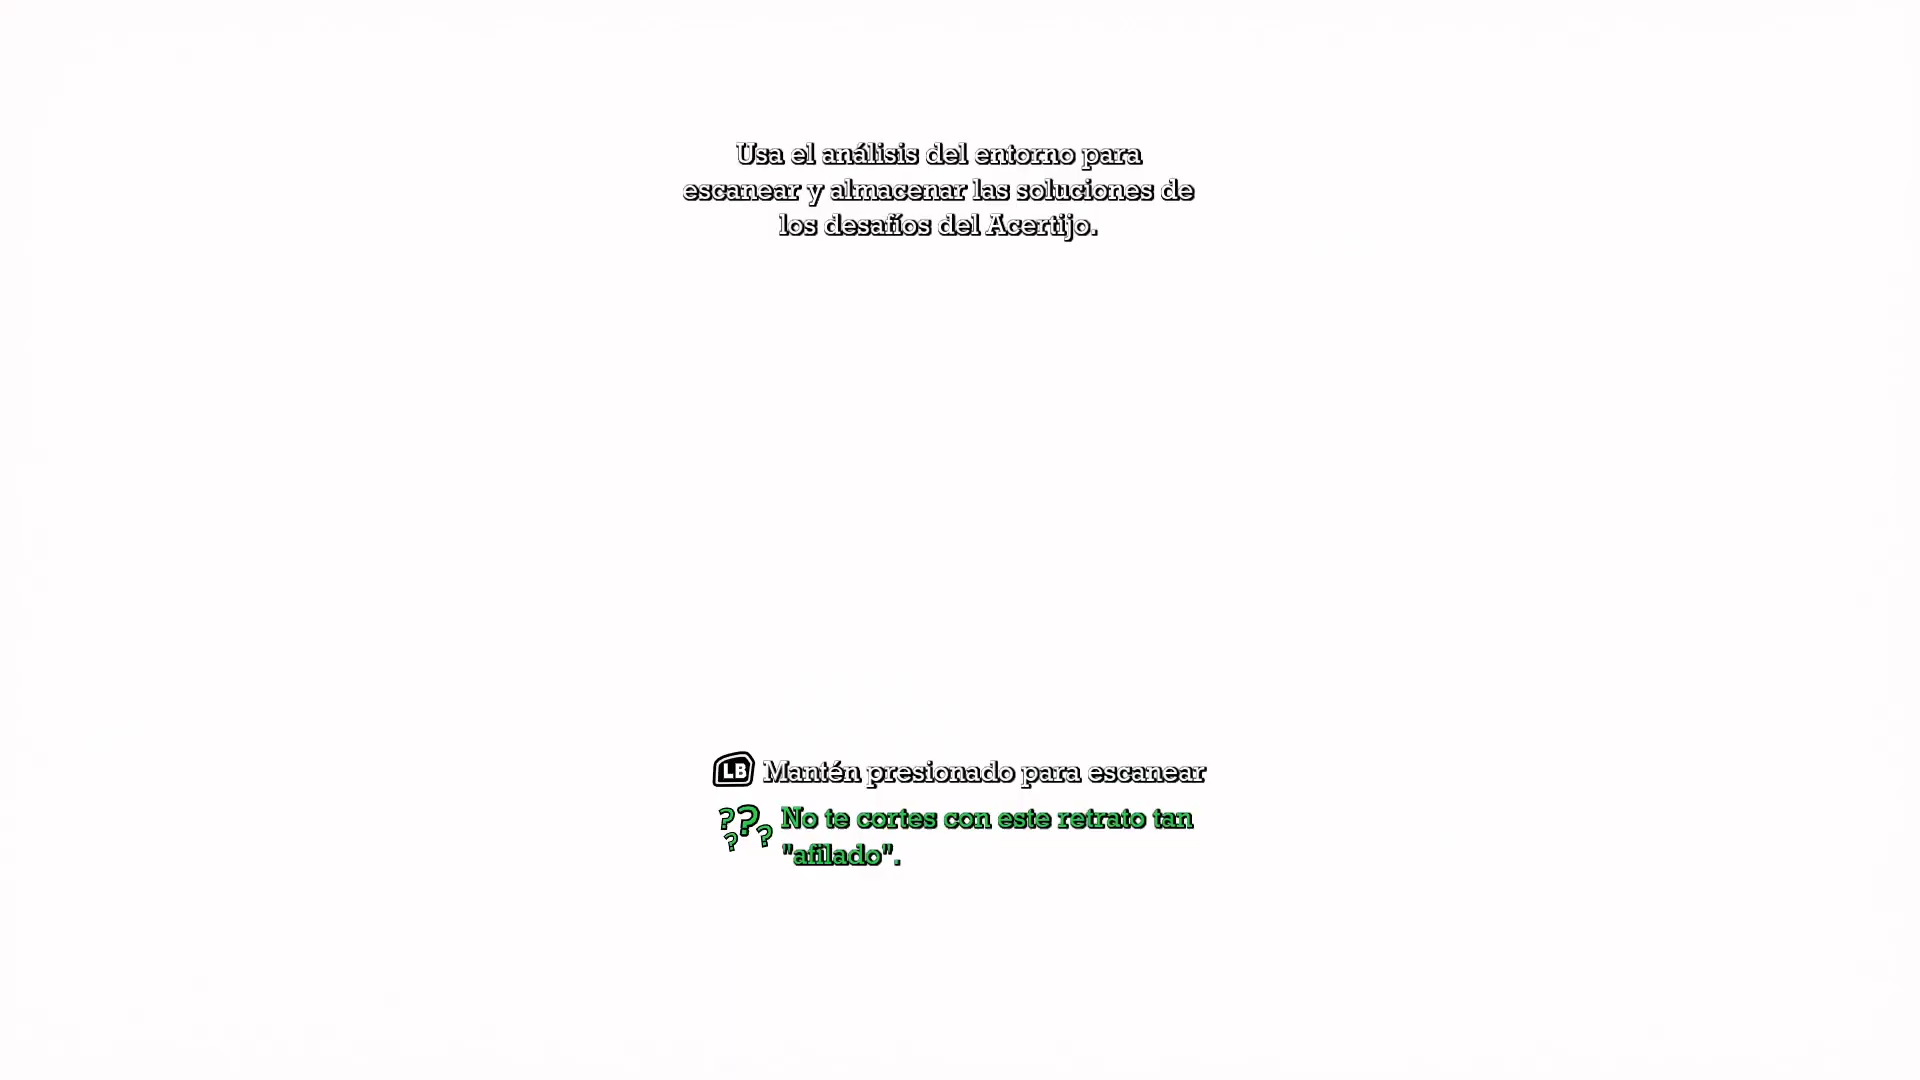 Usa el análisis del entorno para
escanear y almacenar las soluciones de
los desafíos del Acertijo.
LB Mantén presionado para escanear
???? No te cortes con este retrato tan
"afilado".